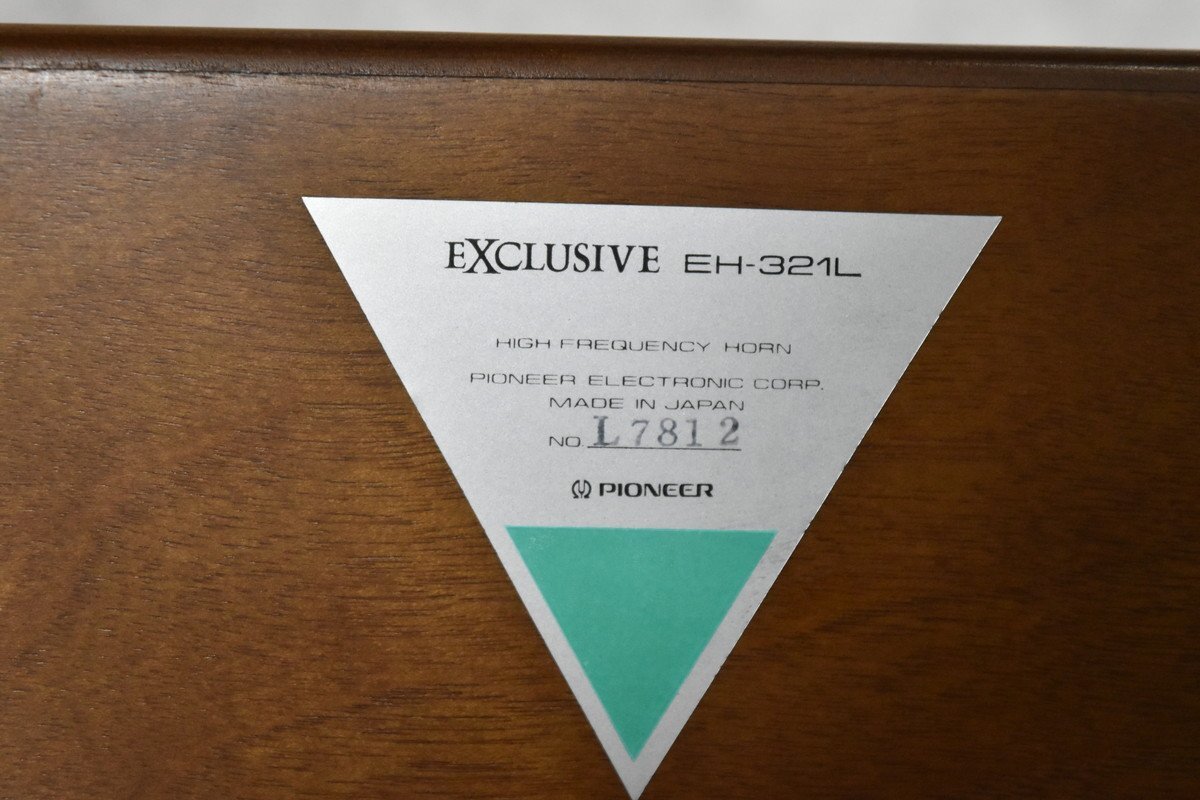 EXCLUSIVE EH-321L
HIGH FREQUENCY HORN
PIONEER ELECTRONIC CORP.
MADE IN JAPAN
NO. L7812
PIONEER